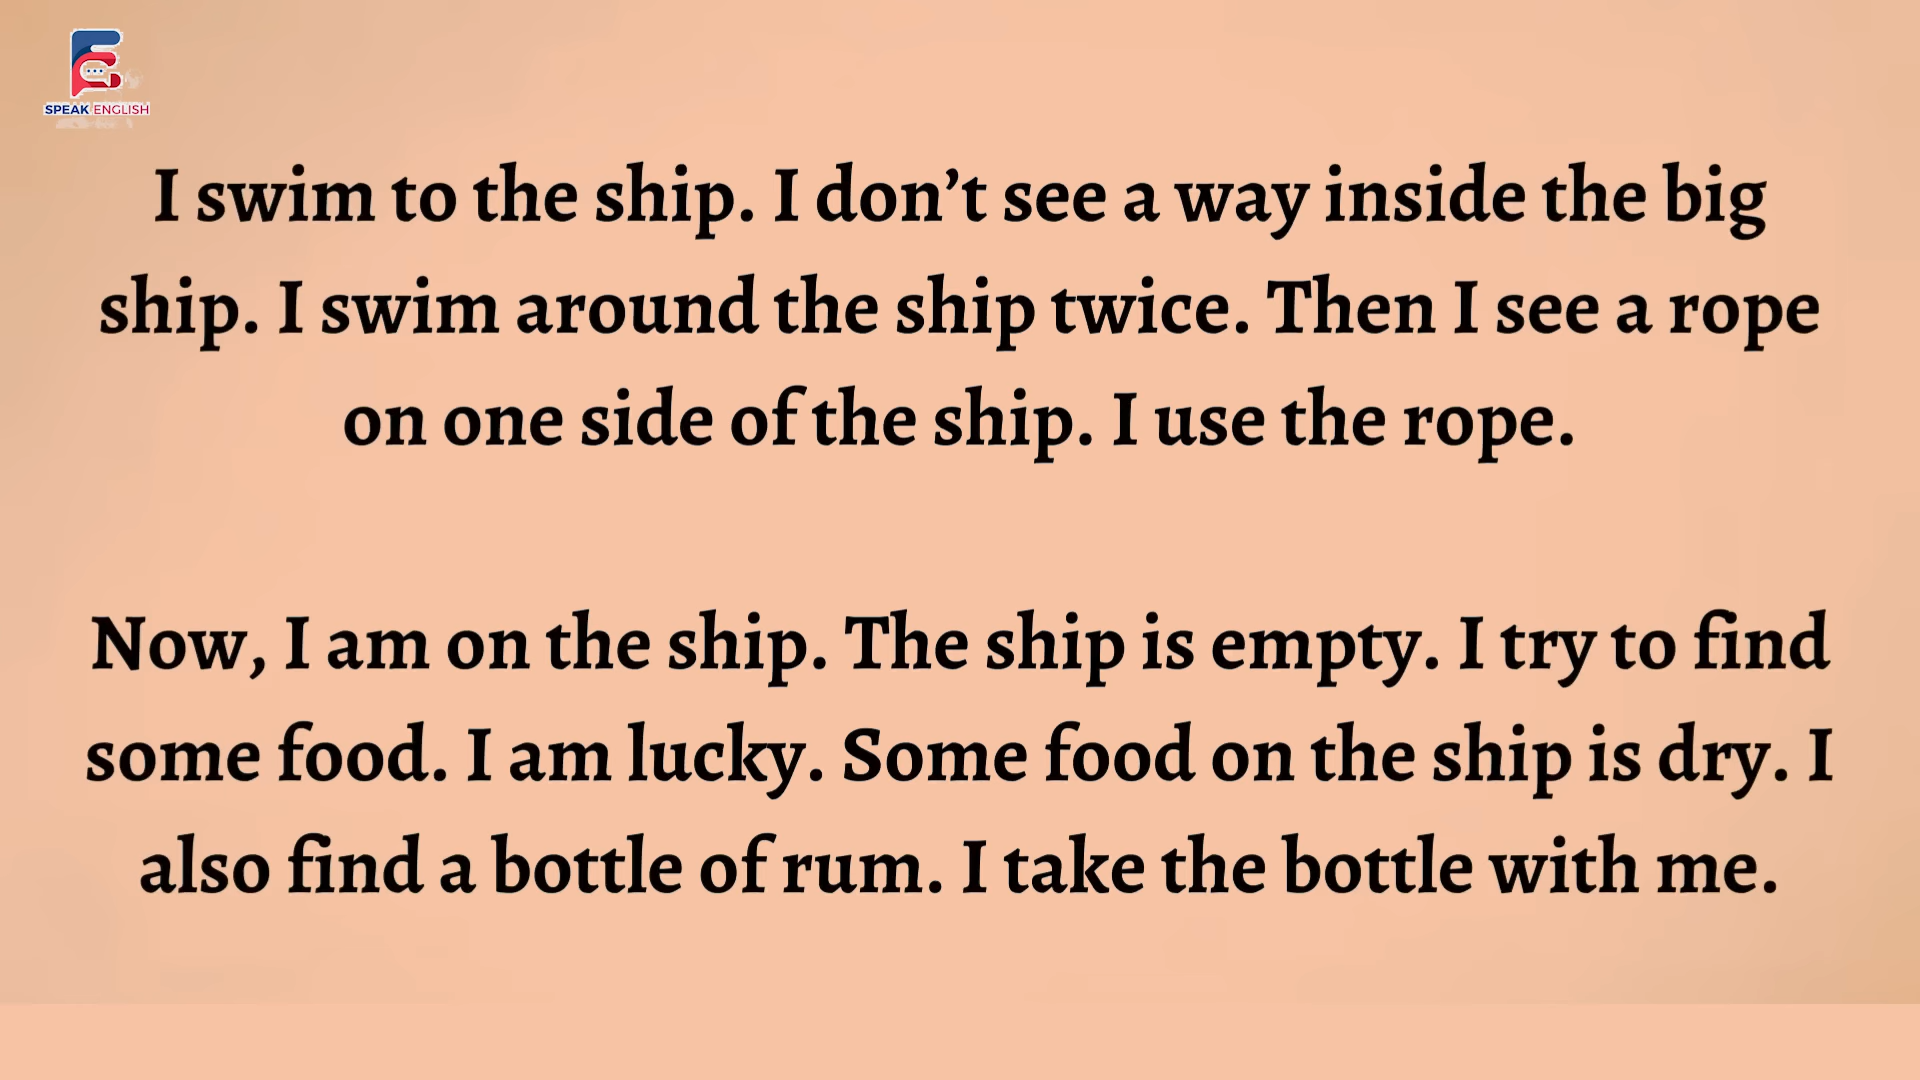 SPEAK ENGLISH
I swim to the ship. I don’t see a way inside the big
ship. I swim around the ship twice. Then I see a rope
on one side of the ship. I use the rope.
Now, I am on the ship. The ship is empty. I try to find
some food. I am lucky. Some food on the ship is dry. I
also find a bottle of rum. I take the bottle with me.